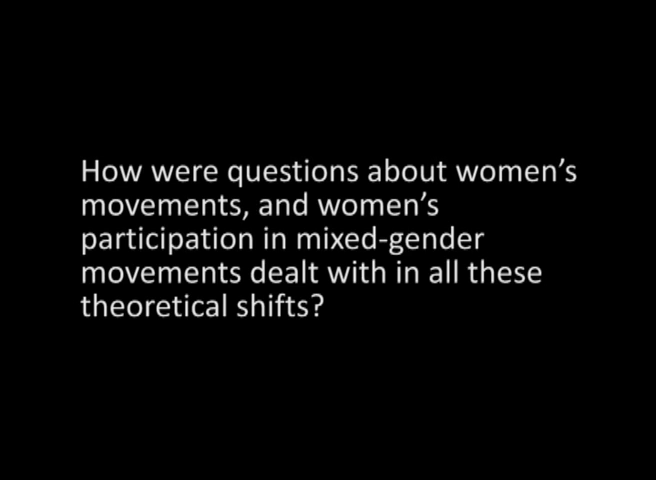 How were questions about women’s
movements, and women’s
participation in mixed-gender
movements dealt with in all these
theoretical shifts?